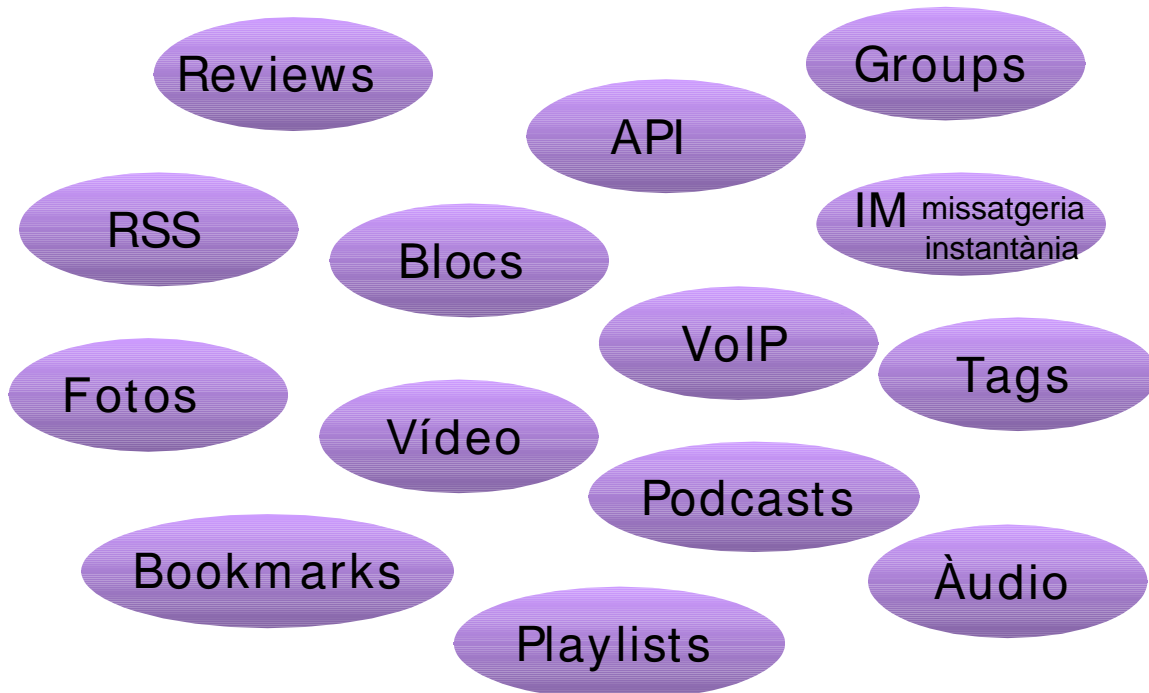 Reviews
Groups
API
RSS
IM missatgeria
instantània
Blocs
VoIP
Tags
Fotos
Vídeo
Podcasts
Bookmarks
Àudio
Playlists